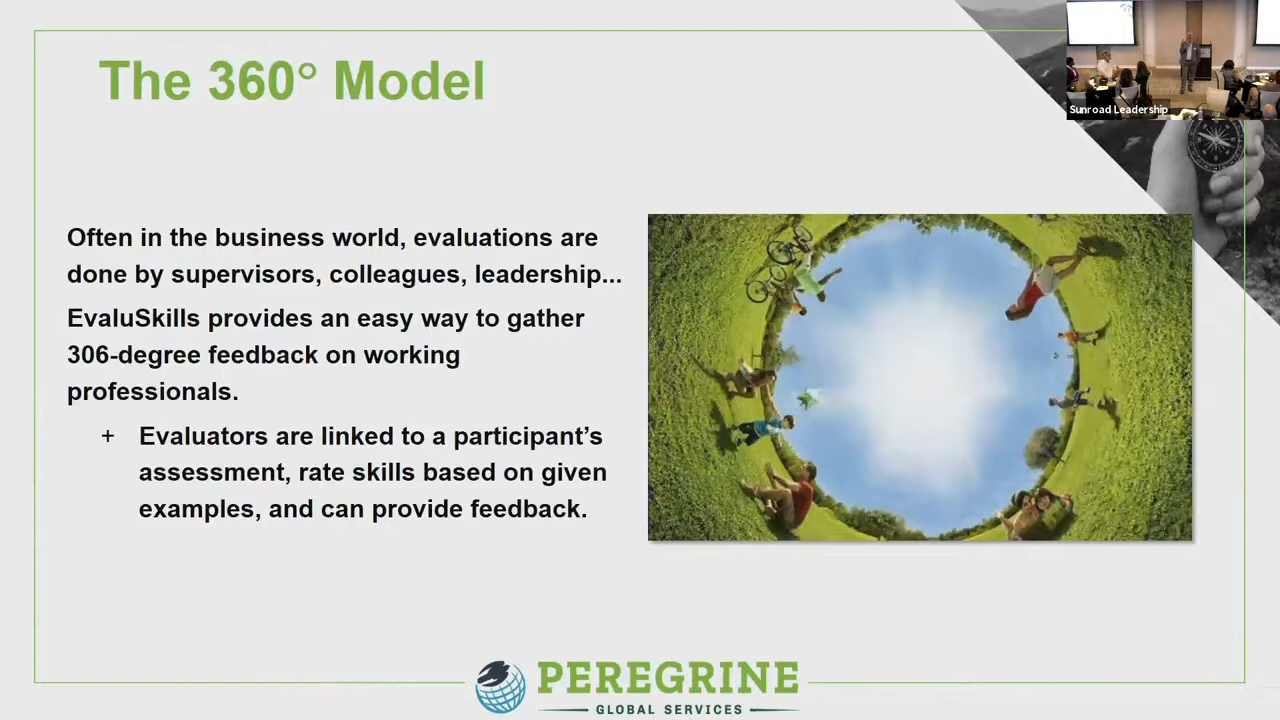 The 360° Model
Sunroad Leadership
Often in the business world, evaluations are
done by supervisors, colleagues, leadership...
EvaluSkills provides an easy way to gather
306-degree feedback on working
professionals.
+ Evaluators are linked to a participant’s
assessment, rate skills based on given
examples, and can provide feedback.
PEREGRINE
GLOBAL SERVICES